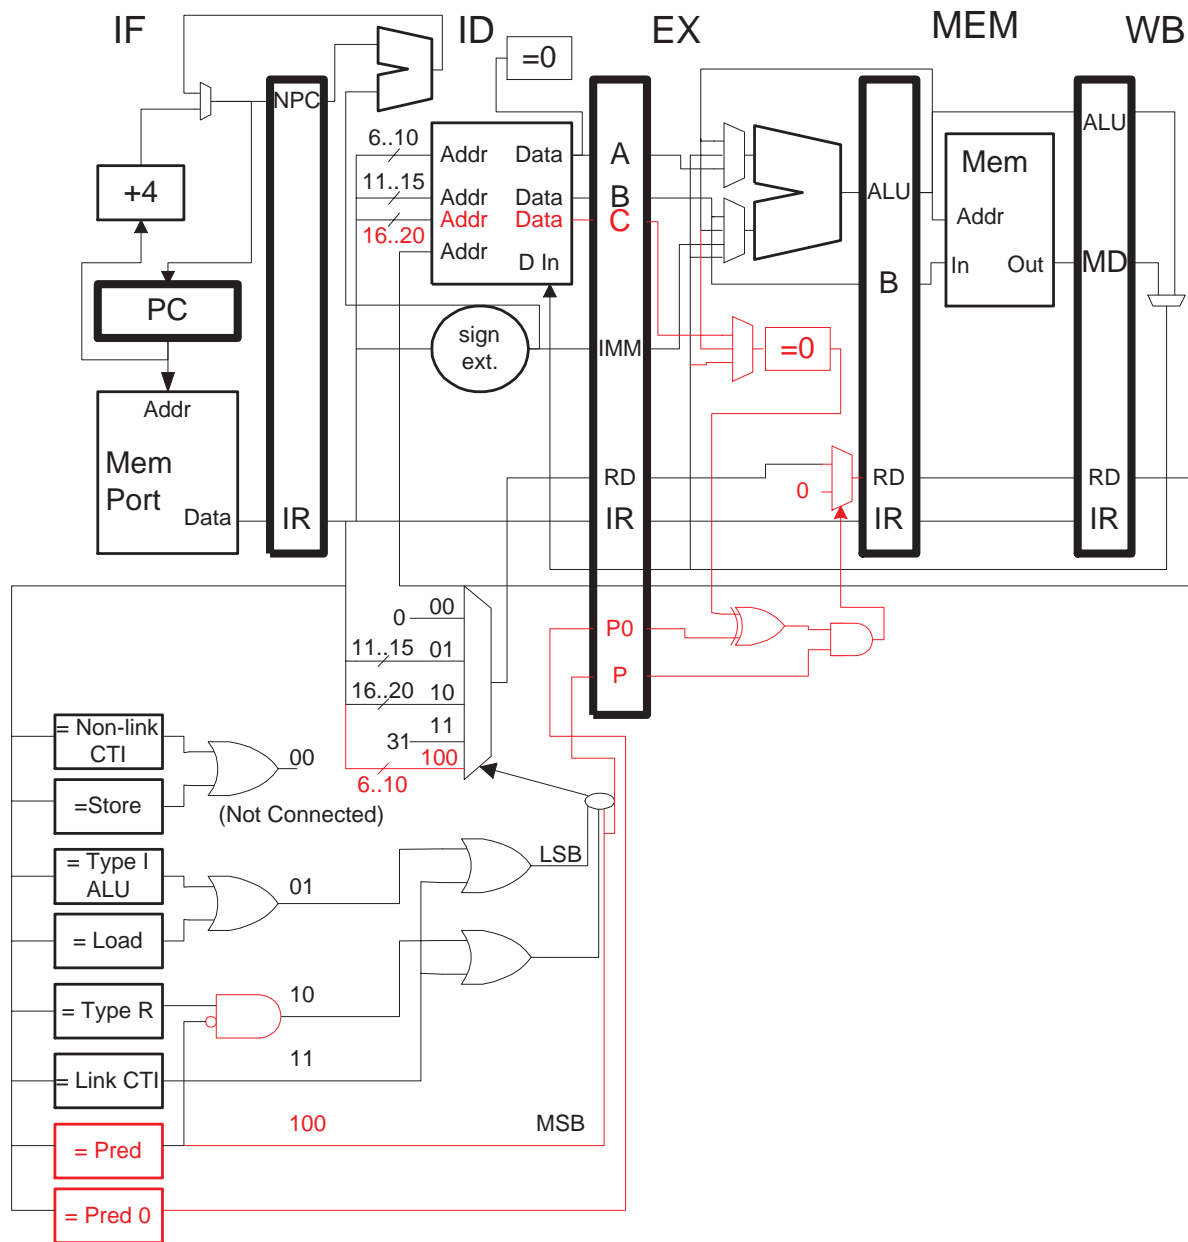 IF
ID
EX
MEM
WB
=0
NPC
ALU
6..10
Addr
Data
A
Mem
+4
11..15
Addr
Data
B
ALU
Addr
Data
C
Addr
16..20
Addr
D In
B
In
Out
MD
PC
sign
ext.
IMM
=0
Addr
Mem
Port
RD
RD
RD
0
Data
IR
IR
IR
IR
00
0
P0
11..15
01
P
16..20
10
11
31
100
6..10
= Non-link
CTI
00
=Store
(Not Connected)
= Type I
ALU
01
LSB
= Load
= Type R
10
= Link CTI
11
= Pred
100
MSB
= Pred 0